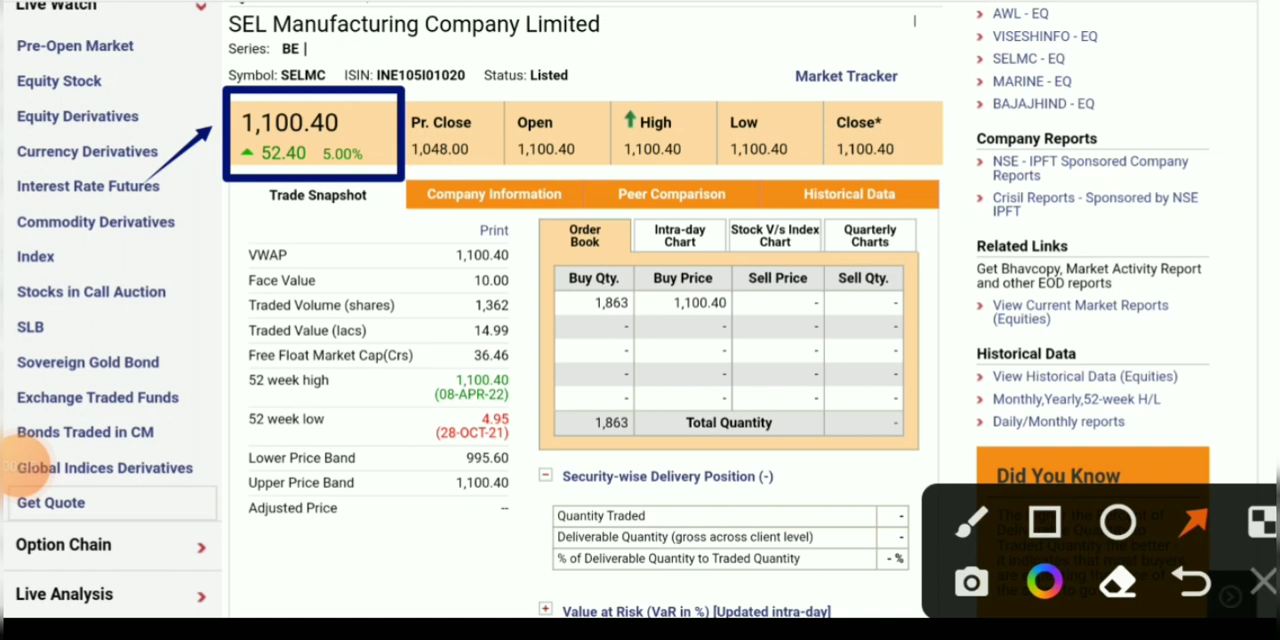 Live Watch
Pre-Open Market
Equity Stock
Equity Derivatives
Currency Derivatives
Interest Rate Futures
Commodity Derivatives
Index
Stocks in Call Auction
SLB
Sovereign Gold Bond
Exchange Traded Funds
Bonds Traded in CM
Global Indices Derivatives
Get Quote
Option Chain
Live Analysis
SEL Manufacturing Company Limited
Series: BE |
Symbol: SELMC ISIN: INE105I01020 Status: Listed
Market Tracker
1,100.40
52.40 5.00%
Pr. Close Open High Low Close*
1,048.00 1,100.40 1,100.40 1,100.40 1,100.40
Trade Snapshot Company Information Peer Comparison Historical Data
Print
VWAP 1,100.40
Face Value 10.00
Traded Volume (shares) 1,362
Traded Value (lacs) 14.99
Free Float Market Cap(Crs) 36.46
52 week high 1,100.40
(08-APR-22)
52 week low 4.95
(28-OCT-21)
Lower Price Band 995.60
Upper Price Band 1,100.40
Adjusted Price --
Order
Book
Intra-day
Chart
Stock V/s Index
Chart
Quarterly
Charts
Buy Qty. Buy Price Sell Price Sell Qty.
1,863 1,100.40 - -
- - - -
- - - -
- - - -
- - - -
1,863 Total Quantity -
Security-wise Delivery Position (-)
Quantity Traded -
Deliverable Quantity (gross across client level) -
% of Deliverable Quantity to Traded Quantity - %
Value at Risk (VaR in %) [Updated intra-day]
AWL - EQ
VISESHINFO - EQ
SELMC - EQ
MARINE - EQ
BAJAJHIND - EQ
Company Reports
NSE - IPFT Sponsored Company
Reports
Crisil Reports - Sponsored by NSE
IPFT
Related Links
Get Bhavcopy, Market Activity Report
and other EOD reports
View Current Market Reports
(Equities)
Historical Data
View Historical Data (Equities)
Monthly,Yearly,52-week H/L
Daily/Monthly reports
Did You Know